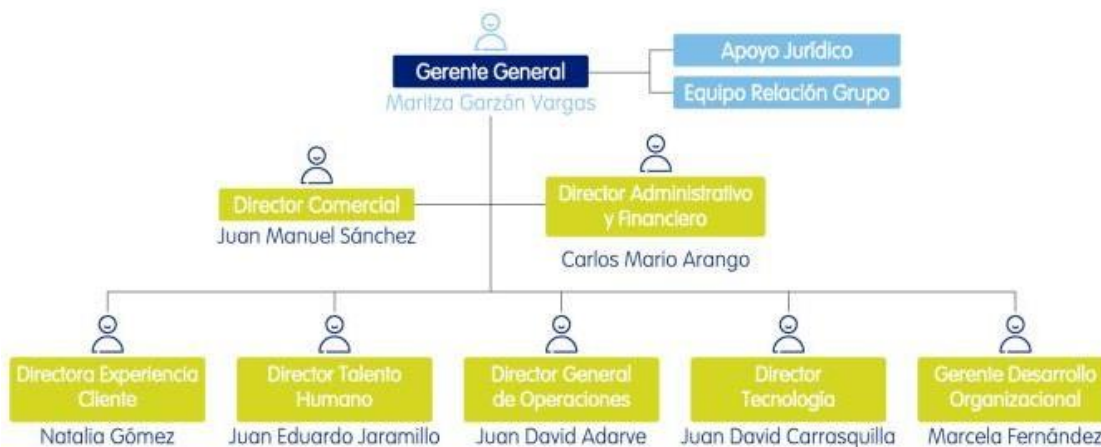 Gerente General
Maritza Garzón Vargas
Apoyo Jurídico
Equipo Relación Grupo
Director Comercial
Juan Manuel Sánchez
Director Administrativo
y Financiero
Carlos Mario Arango
Directora Experiencia
Cliente
Natalia Gómez
Director Talento
Humano
Juan Eduardo Jaramillo
Director General
de Operaciones
Juan David Adarve
Director
Tecnología
Juan David Carrasquilla
Gerente Desarrollo
Organizacional
Marcela Fernández